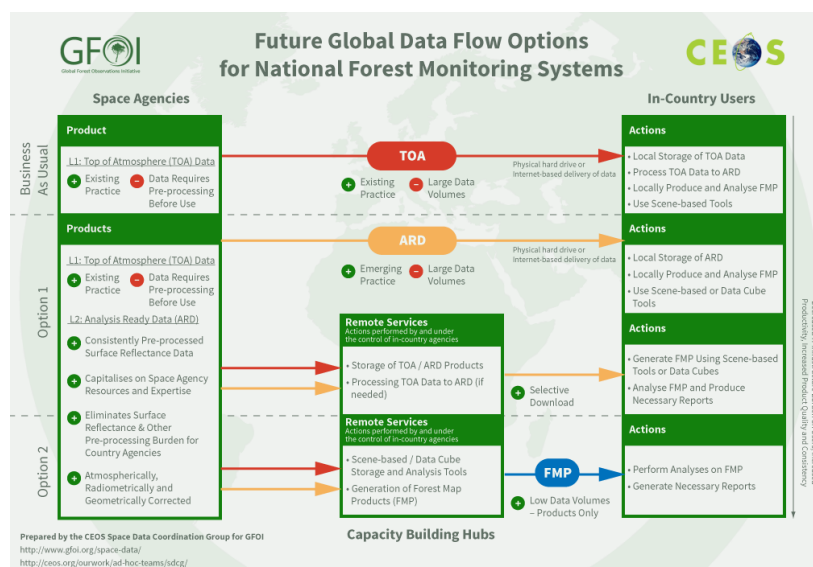 GFOI
Global Forest Observations Initiative
Future Global Data Flow Options
for National Forest Monitoring Systems
CEOS
Space Agencies
In-Country Users
Business
As Usual
Product
L1: Top of Atmosphere (TOA) Data
+ Existing
Practice
- Data Requires
Pre-processing
Before Use
TOA
+ Existing
Practice
- Large Data
Volumes
Physical hard drive or
Internet-based delivery of data
Actions
• Local Storage of TOA Data
• Process TOA Data to ARD
• Locally Produce and Analyse FMP
• Use Scene-based Tools
Option 1
Products
L1: Top of Atmosphere (TOA) Data
+ Existing
Practice
- Data Requires
Pre-processing
Before Use
L2: Analysis Ready Data (ARD)
+ Consistently Pre-processed
Surface Reflectance Data
+ Capitalises on Space Agency
Resources and Expertise
+ Eliminates Surface
Reflectance & Other
Pre-processing Burden for
Country Agencies
+ Atmospherically,
Radiometrically and
Geometrically Corrected
ARD
+ Emerging
Practice
- Large Data
Volumes
Physical hard drive or
Internet-based delivery of data
Actions
• Local Storage of ARD
• Locally Produce and Analyse FMP
• Use Scene-based or Data Cube
Tools
Remote Services
Actions performed by and under
the control of in-country agencies
• Storage of TOA / ARD Products
• Processing TOA Data to ARD (if
needed)
+ Selective
Download
Actions
• Generate FMP Using Scene-based
Tools or Data Cubes
• Analyse FMP and Produce
Necessary Reports
Option 2
Remote Services
Actions performed by and under
the control of in-country agencies
• Scene-based / Data Cube
Storage and Analysis Tools
• Generation of Forest Map
Products (FMP)
FMP
+ Low Data Volumes
– Products Only
Actions
• Perform Analyses on FMP
• Generate Necessary Reports
Productivity, Increased Product Quality and Consistency
Capacity Building Hubs
Prepared by the CEOS Space Data Coordination Group for GFOI
http://www.gfoi.org/space-data/
http://ceos.org/ourwork/ad-hoc-teams/sdcg/